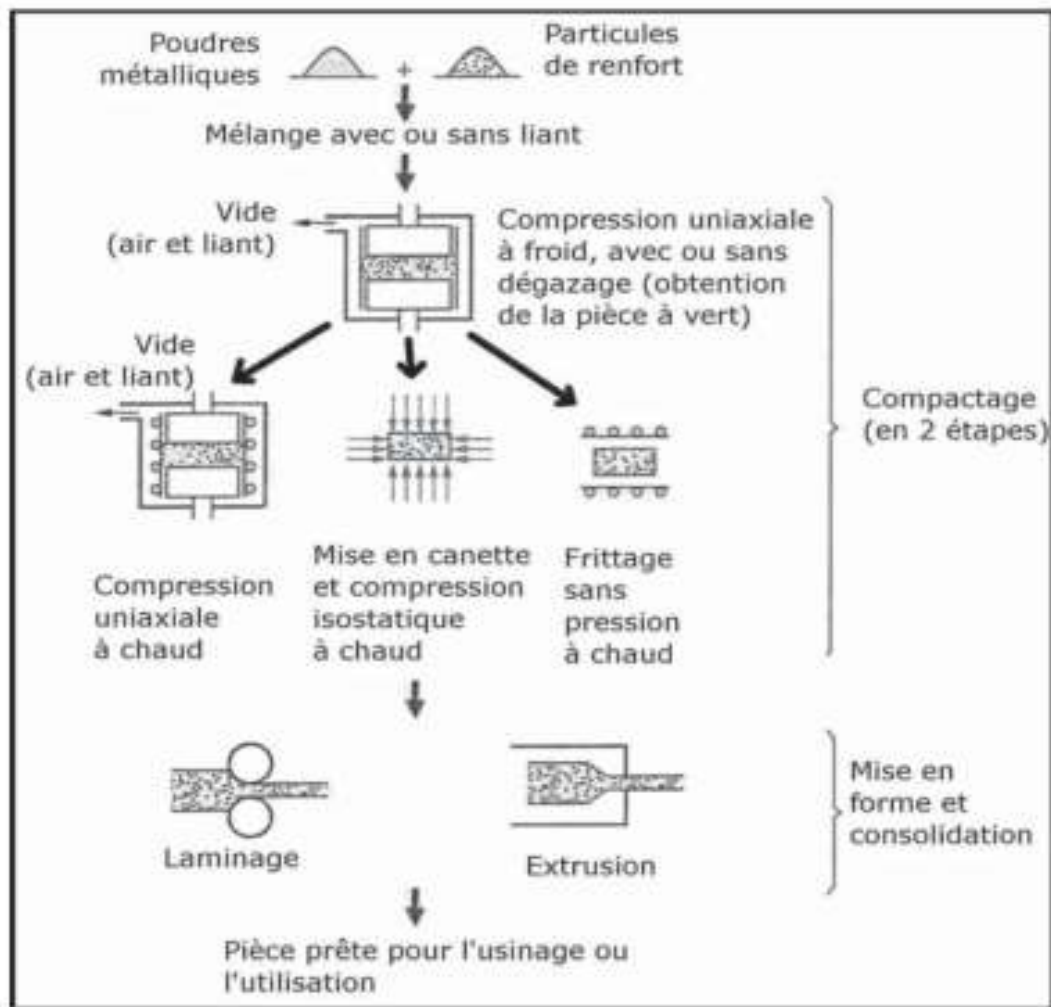 Poudres
métalliques
+
Particules
de renfort
Mélange avec ou sans liant
Vide
(air et liant)
Compression uniaxiale
à froid, avec ou sans
dégazage (obtention
de la pièce à vert)
Vide
(air et liant)
Compactage
(en 2 étapes)
Compression
uniaxiale
à chaud
Mise en canette
et compression
isostatique
à chaud
Frittage
sans
pression
à chaud
Laminage
Extrusion
Mise en
forme et
consolidation
Pièce prête pour l'usinage ou
l'utilisation